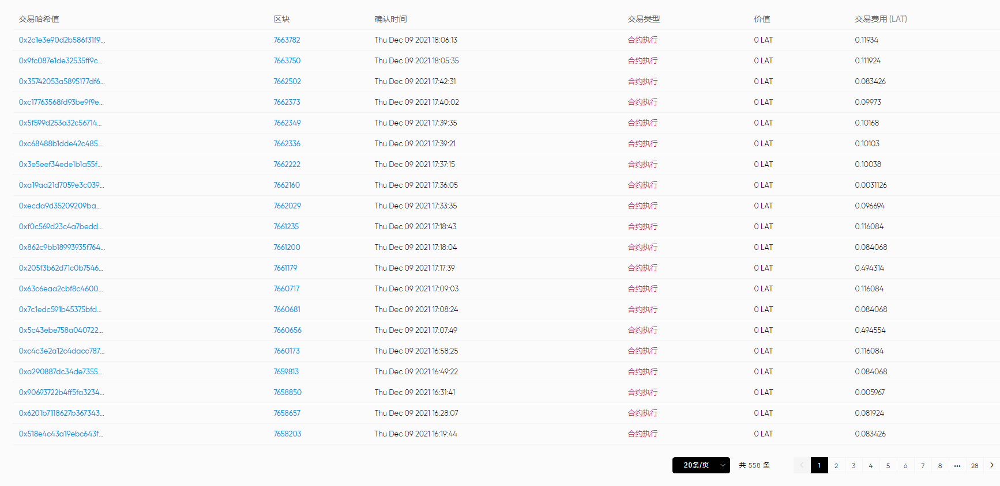 交易哈希值 区块 确认时间 交易类型 价值 交易费用 (LAT)
0x2c1e3e90d2b586f31f9... 7663782 Thu Dec 09 2021 18:06:13 合约执行 0 LAT 0.11934
0x9fc087e1de32535ff9c... 7663750 Thu Dec 09 2021 18:05:35 合约执行 0 LAT 0.111924
0x35742053a5895177df6... 7662502 Thu Dec 09 2021 17:42:31 合约执行 0 LAT 0.083426
0xc17763568fd93be9f9e... 7662373 Thu Dec 09 2021 17:40:02 合约执行 0 LAT 0.09973
0x5f599d253a32c56714... 7662349 Thu Dec 09 2021 17:39:35 合约执行 0 LAT 0.10168
0xc68488b1dde42c485... 7662336 Thu Dec 09 2021 17:39:21 合约执行 0 LAT 0.10103
0x3e5eef34ede1b1a55f... 7662222 Thu Dec 09 2021 17:37:15 合约执行 0 LAT 0.10038
0xa19aa21d7059e3c039... 7662160 Thu Dec 09 2021 17:36:05 合约执行 0 LAT 0.0031126
0xecda9d35209209ba... 7662029 Thu Dec 09 2021 17:33:35 合约执行 0 LAT 0.096694
0xf0c569d23c4a7bedd... 7661235 Thu Dec 09 2021 17:18:43 合约执行 0 LAT 0.116084
0x862c9bb18993935f764... 7661200 Thu Dec 09 2021 17:18:04 合约执行 0 LAT 0.084068
0x205f3b62d71c0b7546... 7661179 Thu Dec 09 2021 17:17:39 合约执行 0 LAT 0.494314
0x63c6eaa2cbf8c4600... 7660717 Thu Dec 09 2021 17:09:03 合约执行 0 LAT 0.116084
0x7c1edc591b45375bfd... 7660681 Thu Dec 09 2021 17:08:24 合约执行 0 LAT 0.084068
0x5c43ebe758a040722... 7660656 Thu Dec 09 2021 17:07:49 合约执行 0 LAT 0.494554
0xc4c3e2a12c4dacc787... 7660173 Thu Dec 09 2021 16:58:25 合约执行 0 LAT 0.116084
0xa290887dc34de7355... 7659813 Thu Dec 09 2021 16:49:22 合约执行 0 LAT 0.084068
0x90693722b4ff5fa3234... 7658850 Thu Dec 09 2021 16:31:41 合约执行 0 LAT 0.005967
0x6201b7118627b367343... 7658657 Thu Dec 09 2021 16:28:07 合约执行 0 LAT 0.081924
0x518e4c43a19ebc643f... 7658203 Thu Dec 09 2021 16:19:44 合约执行 0 LAT 0.083426
20条/页 共 558 条 1 2 3 4 5 6 7 8 ••• 28